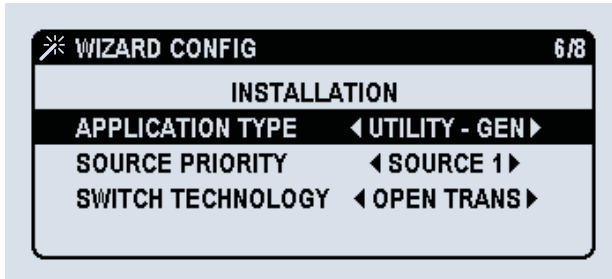 WIZARD CONFIG 6/8
INSTALLATION
APPLICATION TYPE ◀ UTILITY - GEN ▶
SOURCE PRIORITY ◀ SOURCE 1 ▶
SWITCH TECHNOLOGY ◀ OPEN TRANS ▶